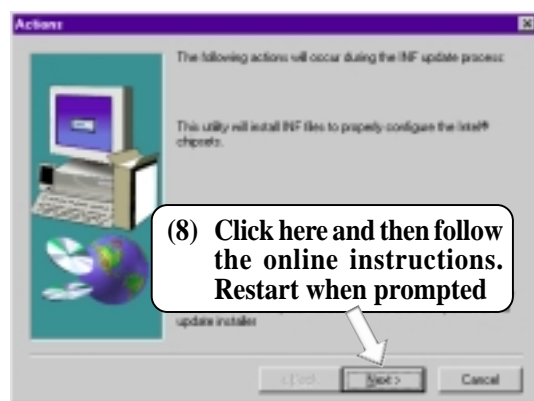 Actions
The following actions will occur during the INF update process:
This utility will install INF files to properly configure the Intel®
chipsets.
(8) Click here and then follow
the online instructions.
Restart when prompted
update installer
< Back
Next >
Cancel